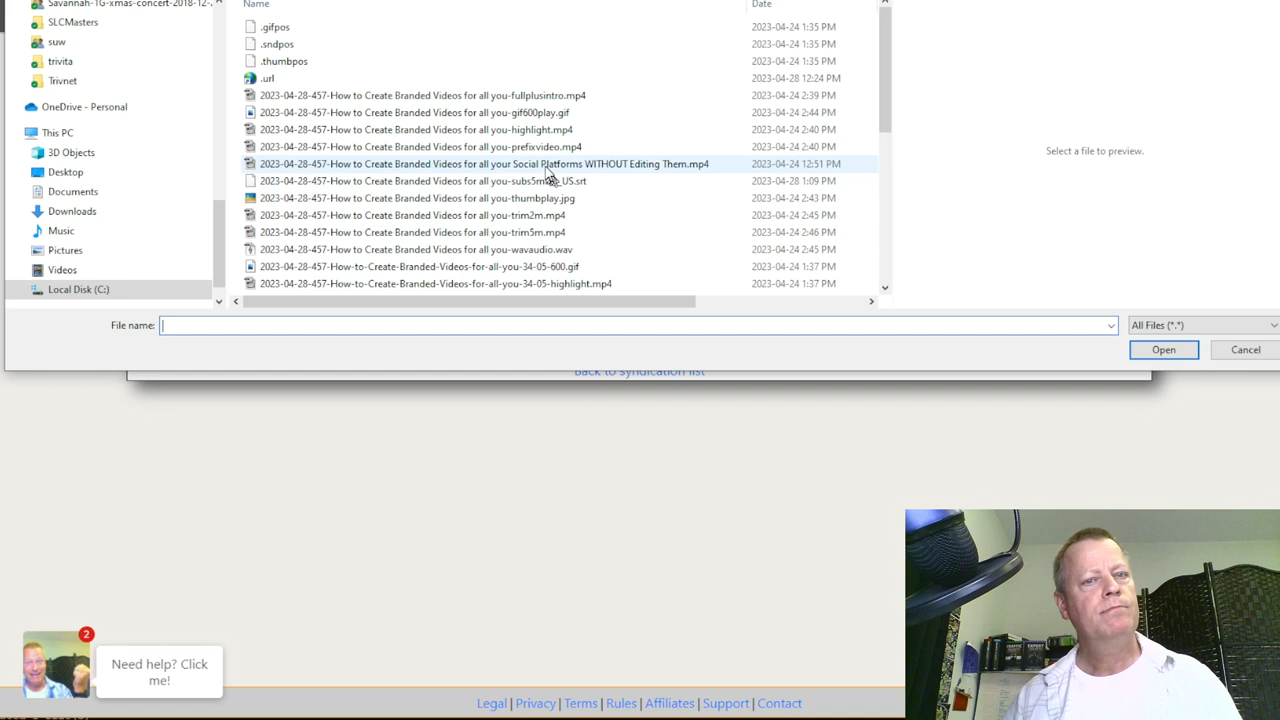 Savannah-1G-xmas-concert-2018-12-
SLCMasters
suw
trivita
Trivnet
OneDrive - Personal
This PC
3D Objects
Desktop
Documents
Downloads
Music
Pictures
Videos
Local Disk (C:)
Name Date
.gifpos 2023-04-24 1:35 PM
.sndpos 2023-04-24 1:35 PM
.thumbpos 2023-04-24 1:35 PM
.url 2023-04-28 12:24 PM
2023-04-28-457-How to Create Branded Videos for all you-fullplusintro.mp4 2023-04-24 2:39 PM
2023-04-28-457-How to Create Branded Videos for all you-gif600play.gif 2023-04-24 2:44 PM
2023-04-28-457-How to Create Branded Videos for all you-highlight.mp4 2023-04-24 2:40 PM
2023-04-28-457-How to Create Branded Videos for all you-prefixvideo.mp4 2023-04-24 2:40 PM
2023-04-28-457-How to Create Branded Videos for all your Social Platforms WITHOUT Editing Them.mp4 2023-04-24 12:51 PM
2023-04-28-457-How to Create Branded Videos for all you-subs5m US.srt 2023-04-28 1:09 PM
2023-04-28-457-How to Create Branded Videos for all you-thumbplay.jpg 2023-04-24 2:43 PM
2023-04-28-457-How to Create Branded Videos for all you-trim2m.mp4 2023-04-24 2:45 PM
2023-04-28-457-How to Create Branded Videos for all you-trim5m.mp4 2023-04-24 2:46 PM
2023-04-28-457-How to Create Branded Videos for all you-wavaudio.wav 2023-04-24 2:45 PM
2023-04-28-457-How-to-Create-Branded-Videos-for-all-you-34-05-600.gif 2023-04-24 1:37 PM
2023-04-28-457-How-to-Create-Branded-Videos-for-all-you-34-05-highlight.mp4 2023-04-24 1:37 PM
Select a file to preview.
File name: All Files (*.*)
Open Cancel
Back to syndication list
2
Need help? Click
me!
Legal | Privacy | Terms | Rules | Affiliates | Support | Contact